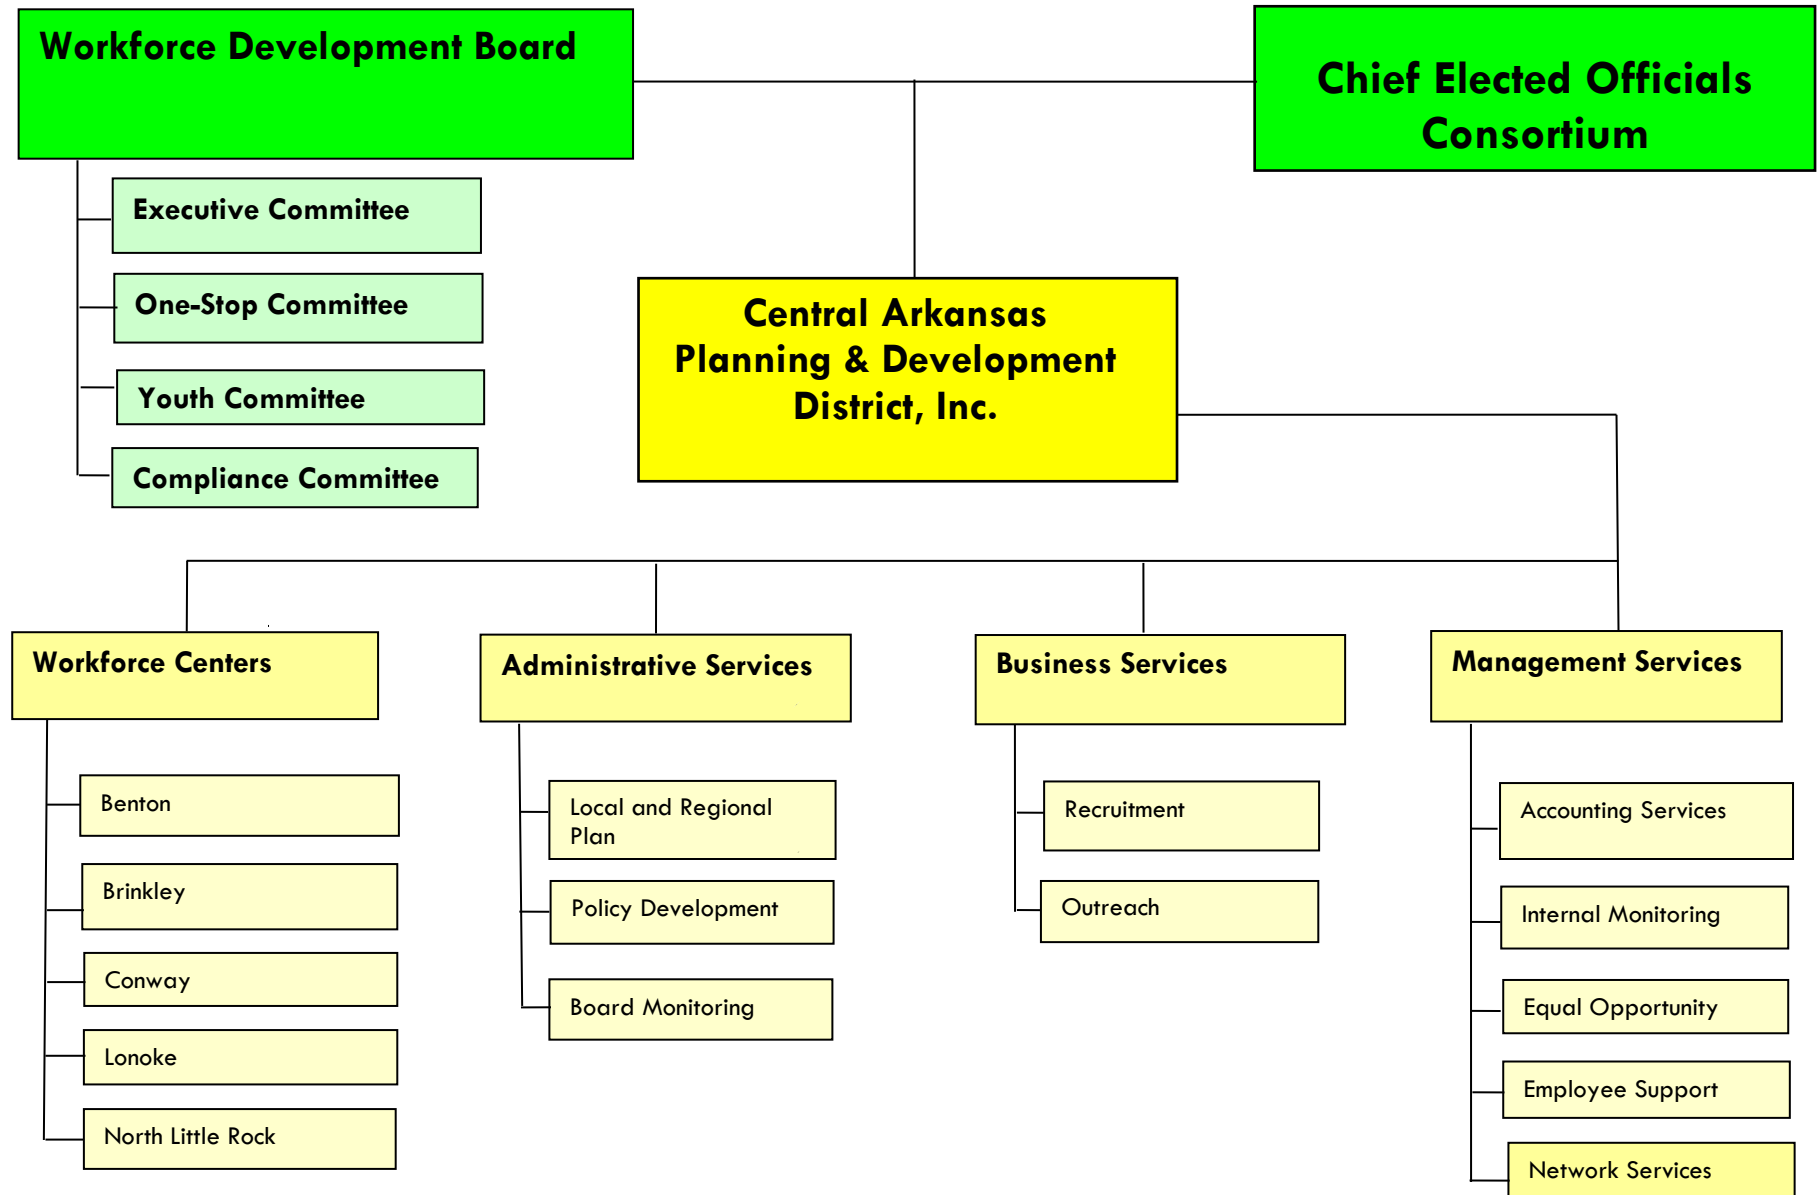 Workforce Development Board
Chief Elected Officials
Consortium
Executive Committee
One-Stop Committee
Youth Committee
Compliance Committee
Central Arkansas
Planning & Development
District, Inc.
Workforce Centers
Benton
Brinkley
Conway
Lonoke
North Little Rock
Administrative Services
Local and Regional
Plan
Policy Development
Board Monitoring
Business Services
Recruitment
Outreach
Management Services
Accounting Services
Internal Monitoring
Equal Opportunity
Employee Support
Network Services